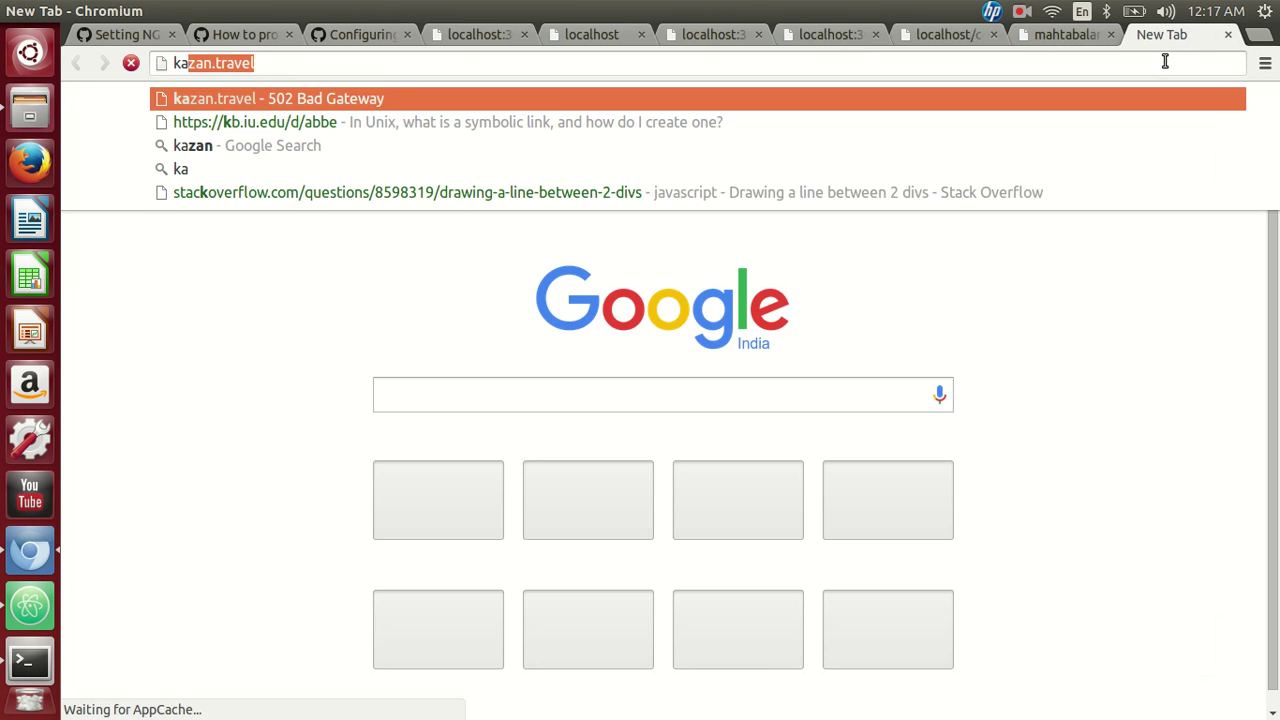 New Tab - Chromium
hp
En
12:17 AM
Setting NG
How to pro
Configuring
localhost:3
localhost
localhost:3
localhost:3
localhost/c
mahtabalar
New Tab
kazan.travel
kazan.travel - 502 Bad Gateway
https://kb.iu.edu/d/abbe - In Unix, what is a symbolic link, and how do I create one?
kazan - Google Search
ka
stackoverflow.com/questions/8598319/drawing-a-line-between-2-divs - javascript - Drawing a line between 2 divs - Stack Overflow
Google
India
a
You
Tube
>_
Waiting for AppCache...